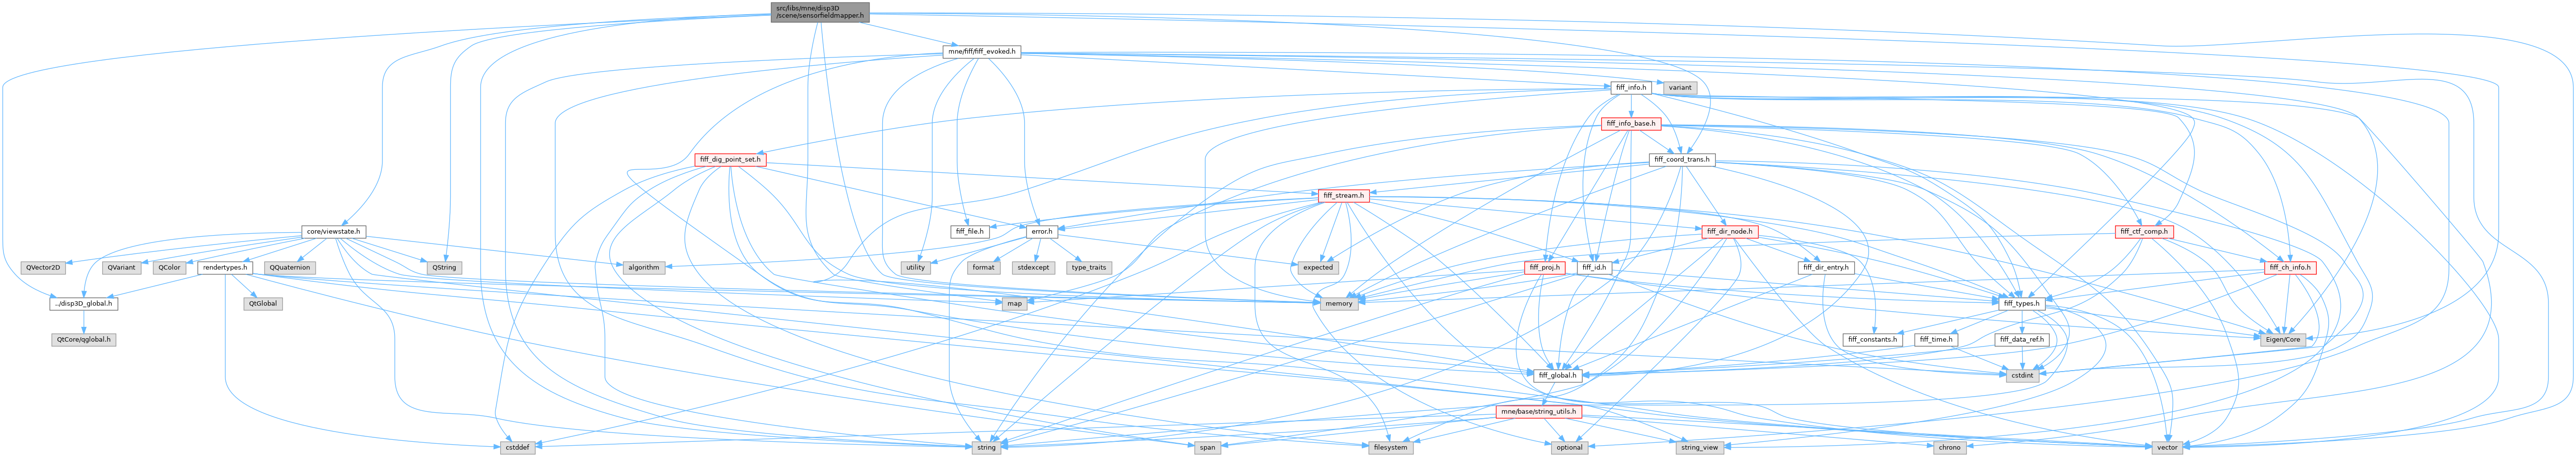 src/libs/mne/disp3D
/scene/sensorfieldmapper.h
mne/fiff/fiff_evoked.h
fiff_info.h
variant
fiff_info_base.h
fiff_dig_point_set.h
fiff_coord_trans.h
fiff_stream.h
core/viewstate.h
fiff_file.h
error.h
fiff_dir_node.h
fiff_ctf_comp.h
QVector2D
QVariant
QColor
rendertypes.h
QQuaternion
QString
algorithm
utility
format
stdexcept
type_traits
expected
fiff_proj.h
fiff_id.h
fiff_dir_entry.h
fiff_ch_info.h
../disp3D_global.h
QtGlobal
map
memory
fiff_types.h
QtCore/qglobal.h
fiff_constants.h
fiff_time.h
fiff_data_ref.h
Eigen/Core
fiff_global.h
cstdint
mne/base/string_utils.h
cstddef
string
span
filesystem
optional
string_view
chrono
vector